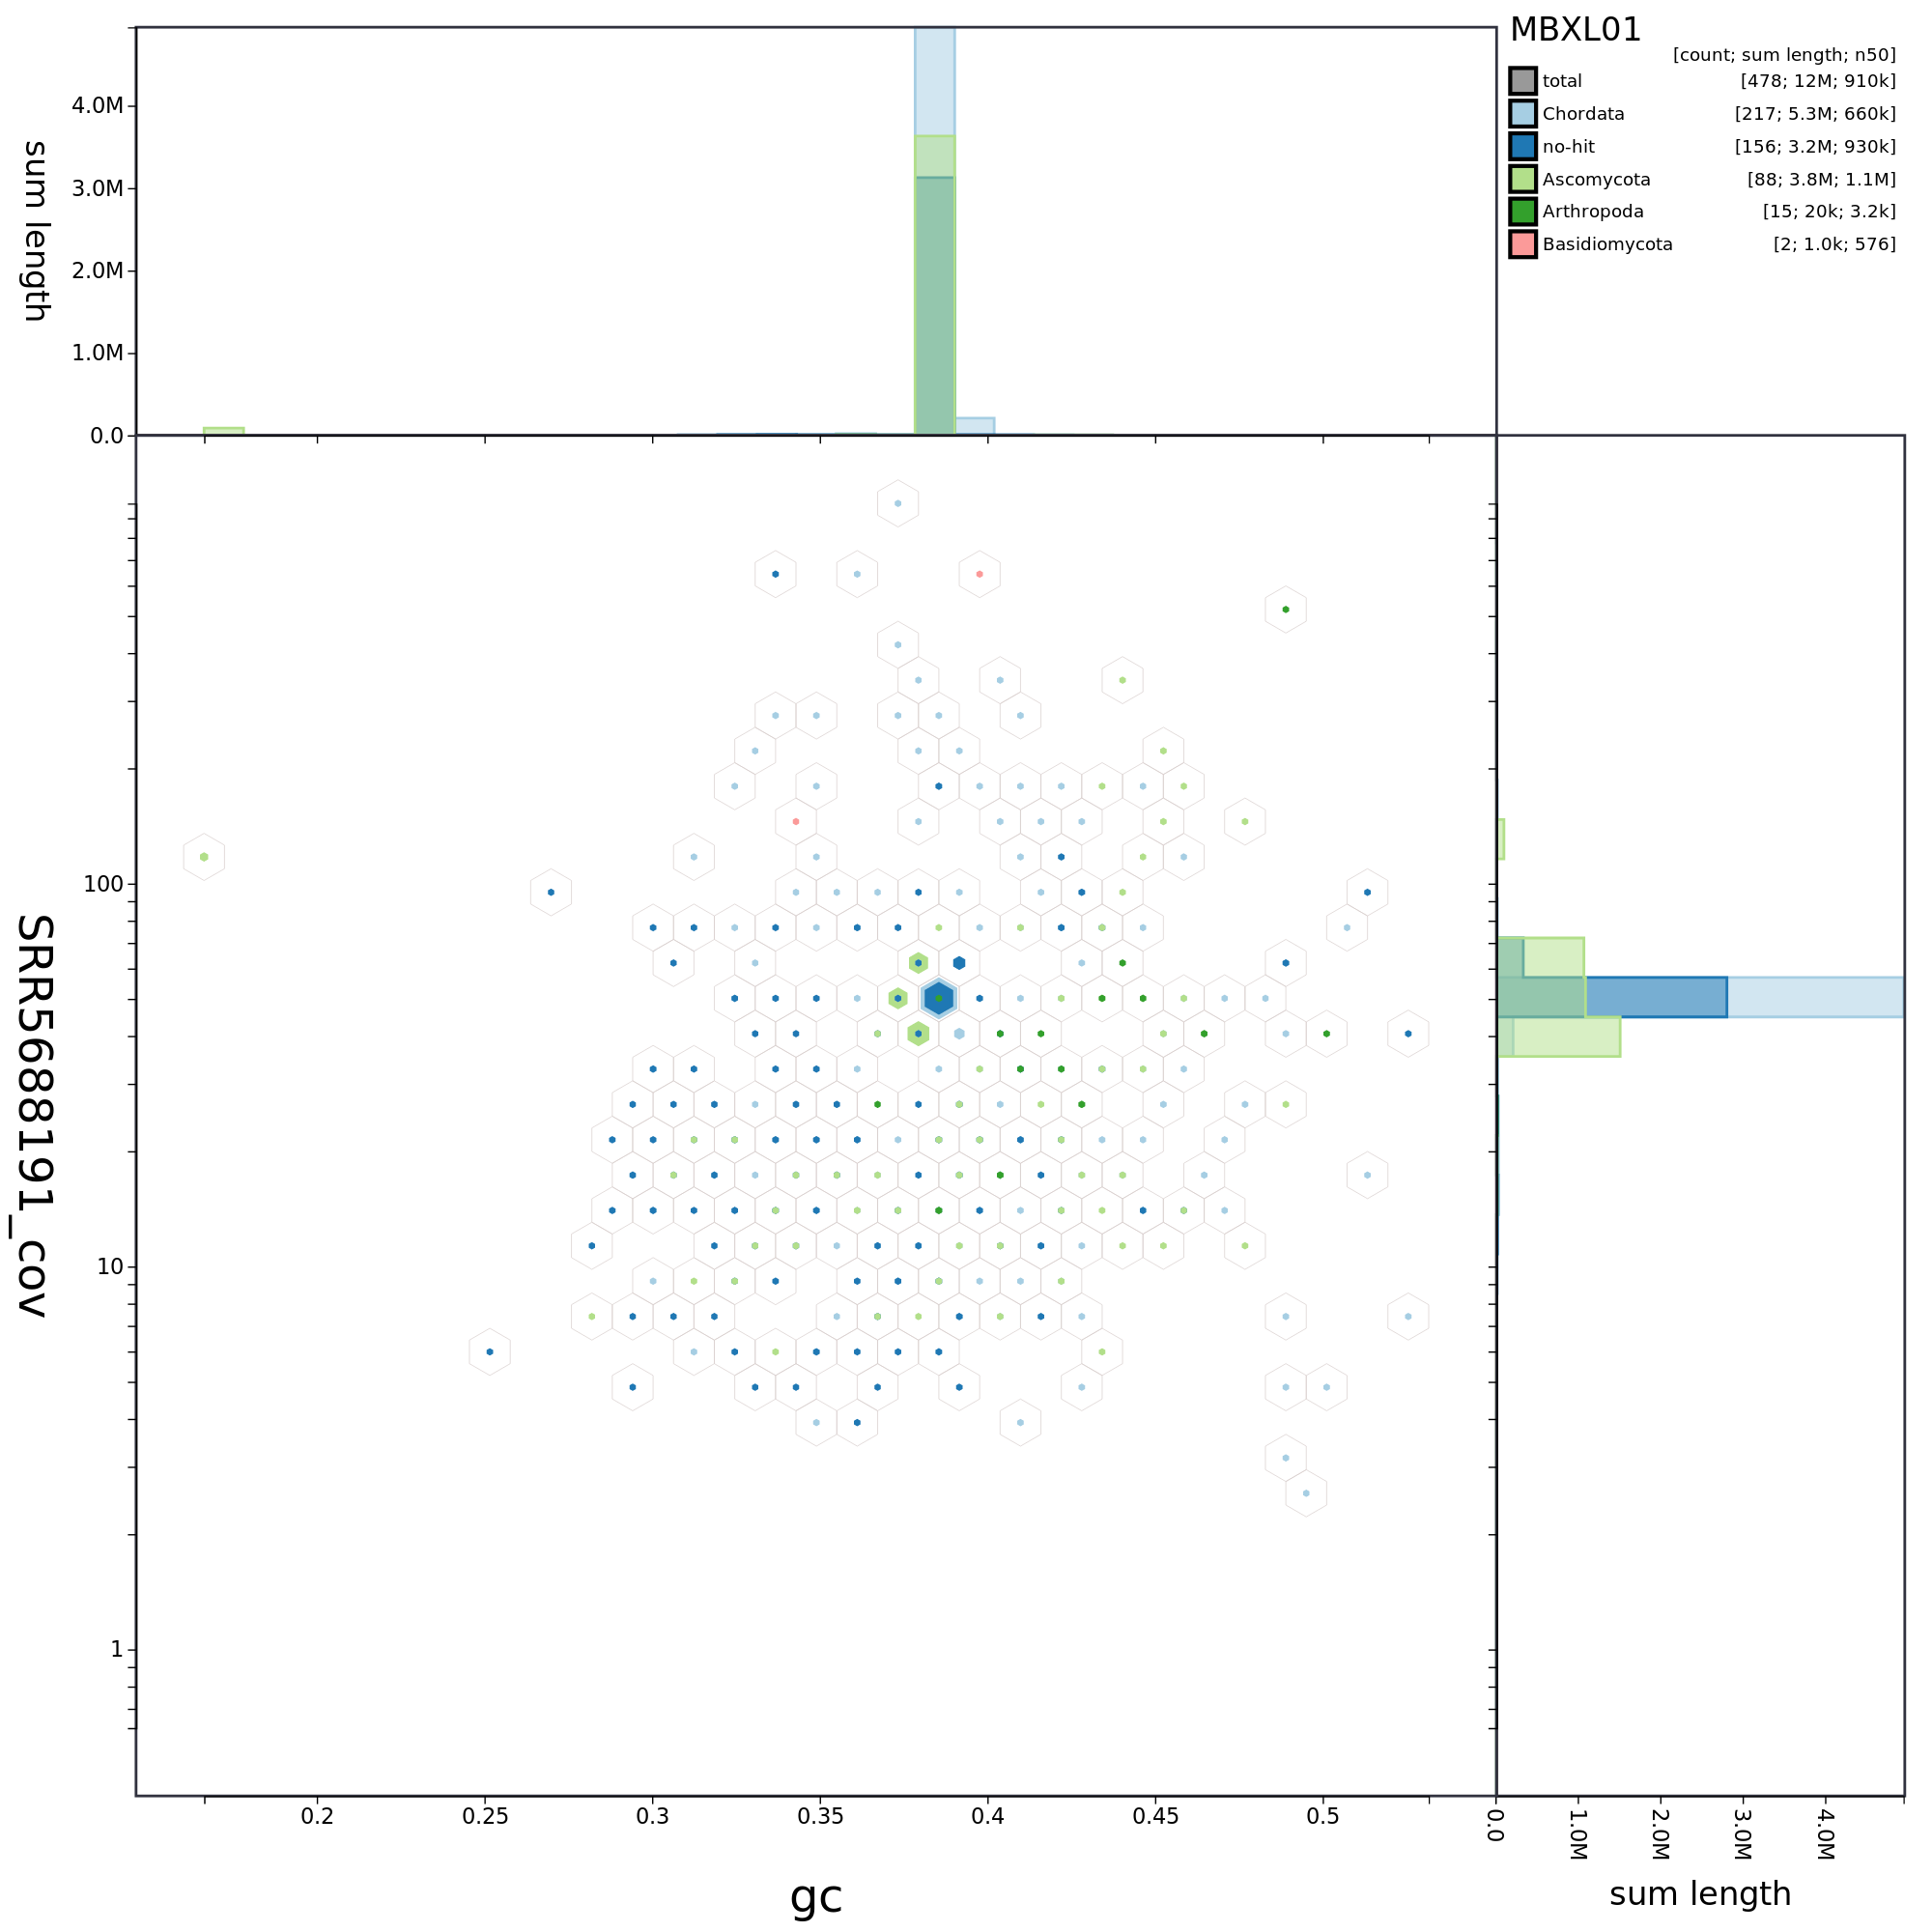 MBXL01
[count; sum length; n50]
total [478; 12M; 910k]
Chordata [217; 5.3M; 660k]
no-hit [156; 3.2M; 930k]
Ascomycota [88; 3.8M; 1.1M]
Arthropoda [15; 20k; 3.2k]
Basidiomycota [2; 1.0k; 576]
sum length
4.0M
3.0M
2.0M
1.0M
0.0
SRR5688191_cov
100
10
1
0.2 0.25 0.3 0.35 0.4 0.45 0.5
gc
0.0 1.0M 2.0M 3.0M 4.0M
sum length